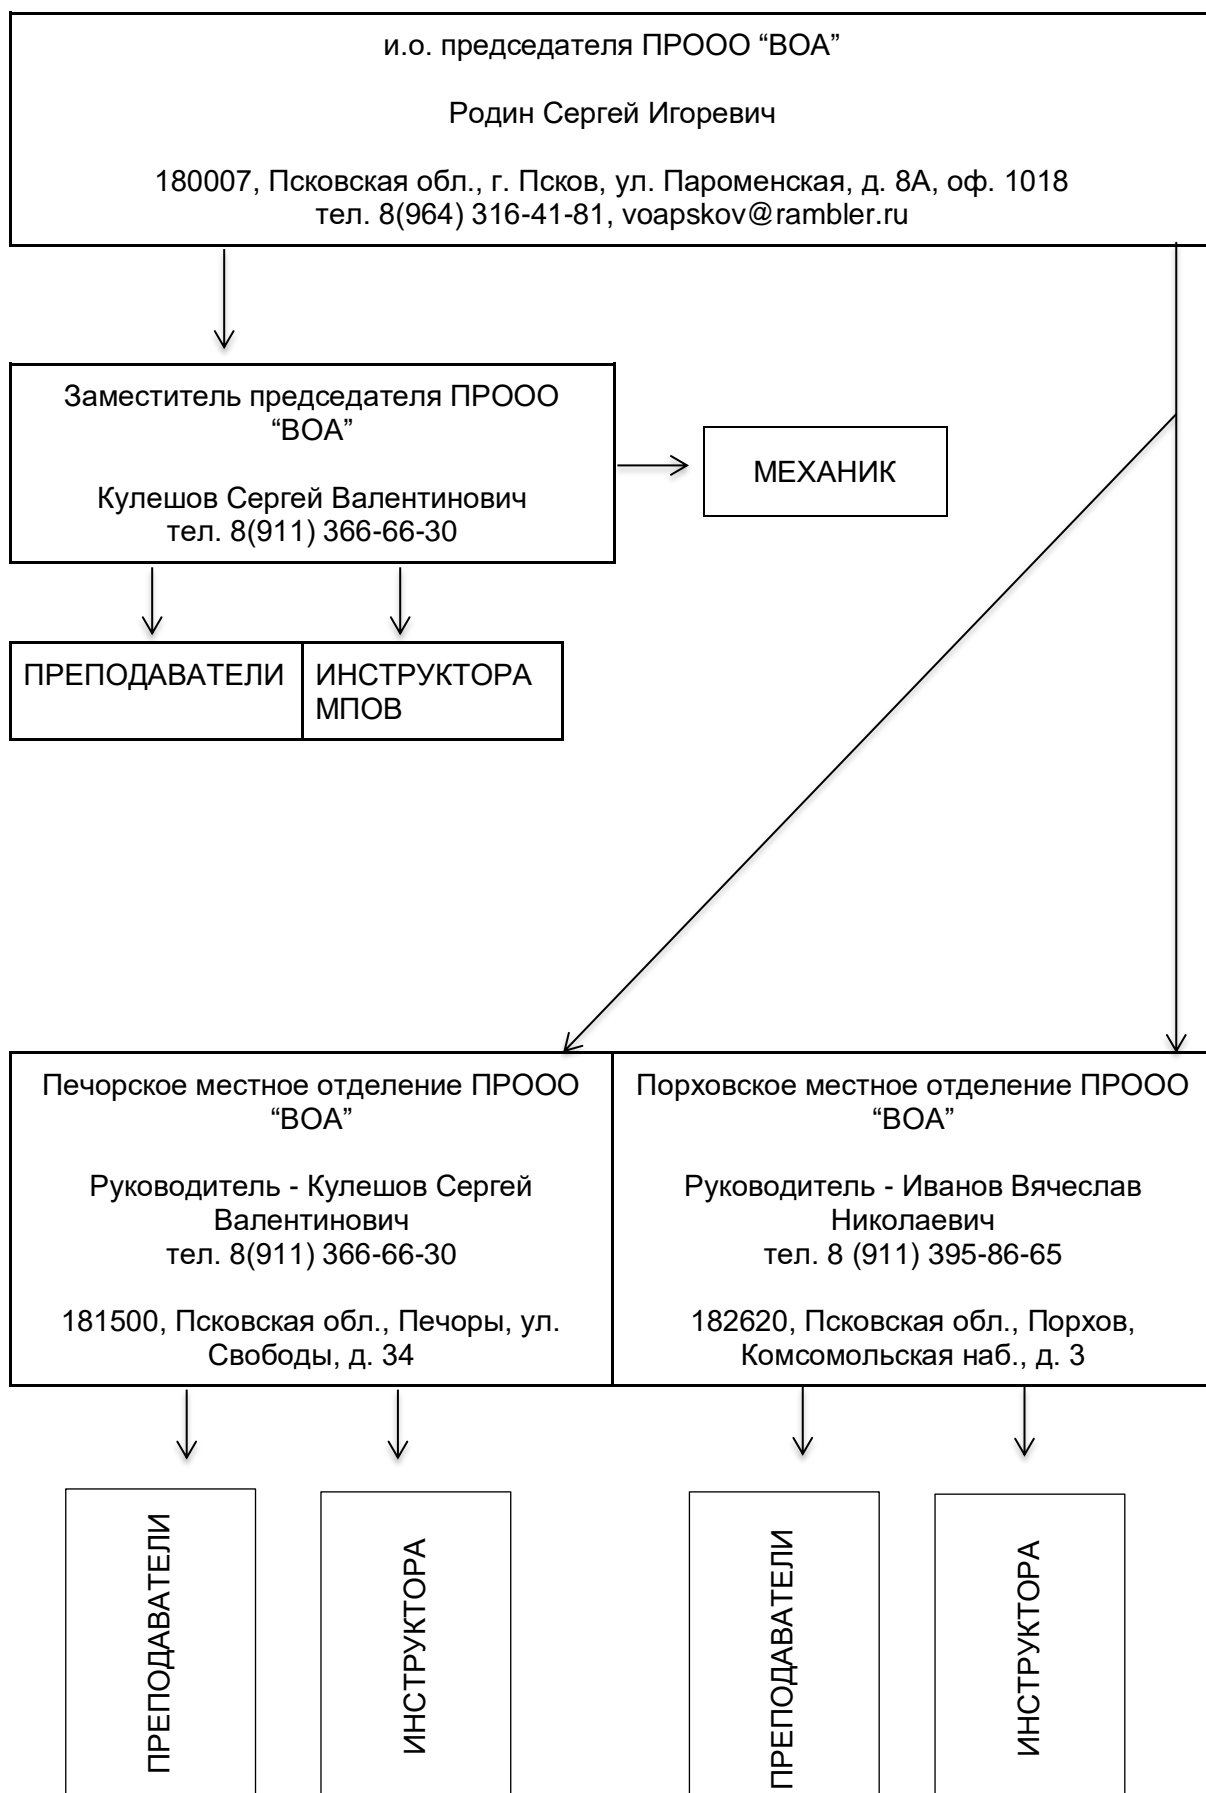 и.о. председателя ПРООО “ВОА”
Родин Сергей Игоревич
180007, Псковская обл., г. Псков, ул. Пароменская, д. 8А, оф. 1018
тел. 8(964) 316-41-81, voapskov@rambler.ru
Заместитель председателя ПРООО
“ВОА”
Кулешов Сергей Валентинович
тел. 8(911) 366-66-30
МЕХАНИК
ПРЕПОДАВАТЕЛИ
ИНСТРУКТОРА
МПОВ
Печорское местное отделение ПРООО
“ВОА”
Руководитель - Кулешов Сергей
Валентинович
тел. 8(911) 366-66-30
181500, Псковская обл., Печоры, ул.
Свободы, д. 34
Порховское местное отделение ПРООО
“ВОА”
Руководитель - Иванов Вячеслав
Николаевич
тел. 8 (911) 395-86-65
182620, Псковская обл., Порхов,
Комсомольская наб., д. 3
ПРЕПОДАВАТЕЛИ
ИНСТРУКТОРА
ПРЕПОДАВАТЕЛИ
ИНСТРУКТОРА